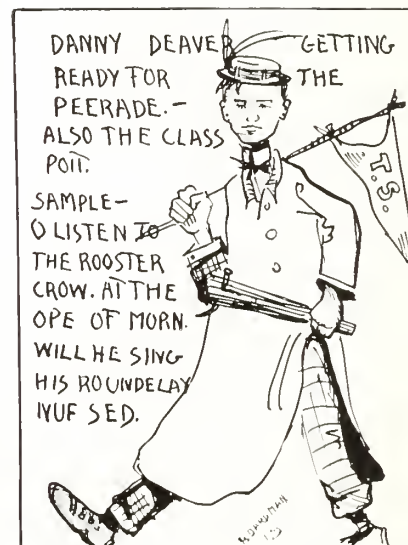 DANNY DEAVER GETTING
READY FOR THE
PEERADE.-
ALSO THE CLASS
POIT.
SAMPLE-
O LISTEN TO
THE ROOSTER
CROW. AT THE
OPE OF MORN.
WILL HE SING
HIS ROUNDELAY
NUF SED.
T.S.